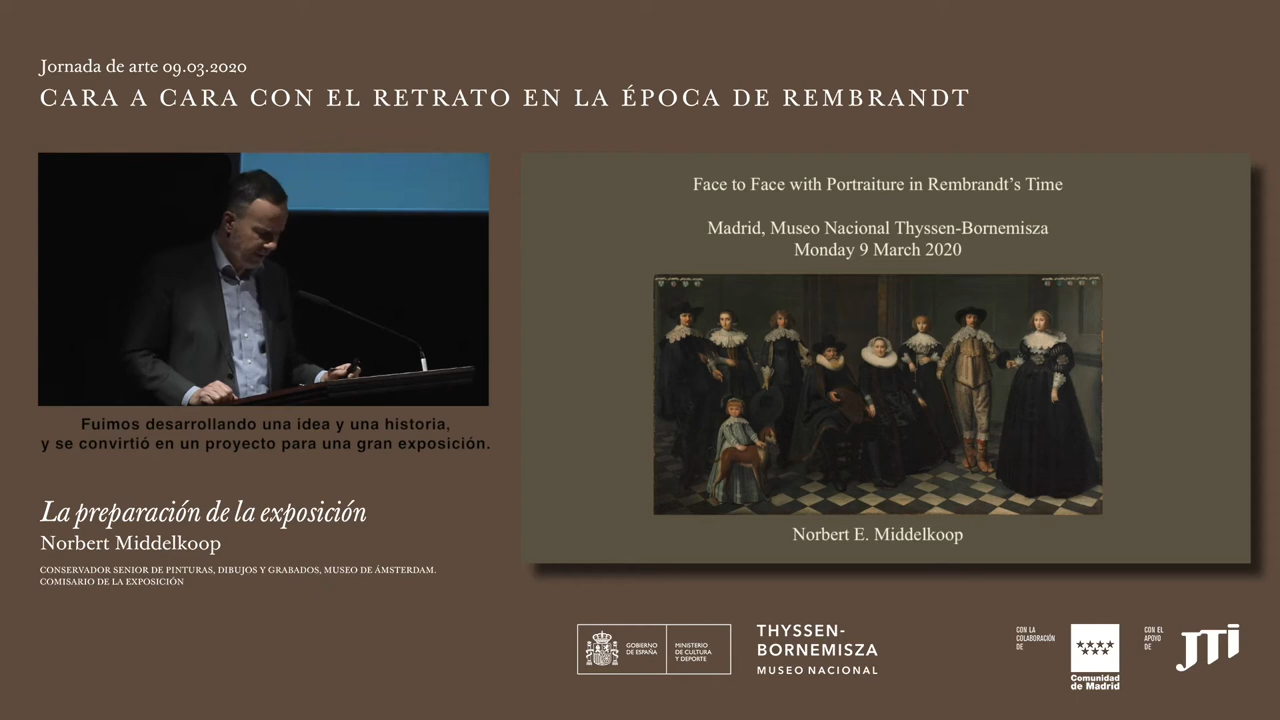 Jornada de arte 09.03.2020
CARA A CARA CON EL RETRATO EN LA ÉPOCA DE REMBRANDT
Fuimos desarrollando una idea y una historia,
y se convirtió en un proyecto para una gran exposición.
La preparación de la exposición
Norbert Middelkoop
CONSERVADOR SENIOR DE PINTURAS, DIBUJOS Y GRABADOS, MUSEO DE ÁMSTERDAM.
COMISARIO DE LA EXPOSICIÓN
Face to Face with Portraiture in Rembrandt's Time
Madrid, Museo Nacional Thyssen-Bornemisza
Monday 9 March 2020
Norbert E. Middelkoop
GOBIERNO
DE ESPAÑA
MINISTERIO
DE CULTURA
Y DEPORTE
THYSSEN-
BORNEMISZA
MUSEO NACIONAL
CON LA
COLABORACIÓN
DE
Comunidad
de Madrid
CON EL
APOYO
DE
JTi